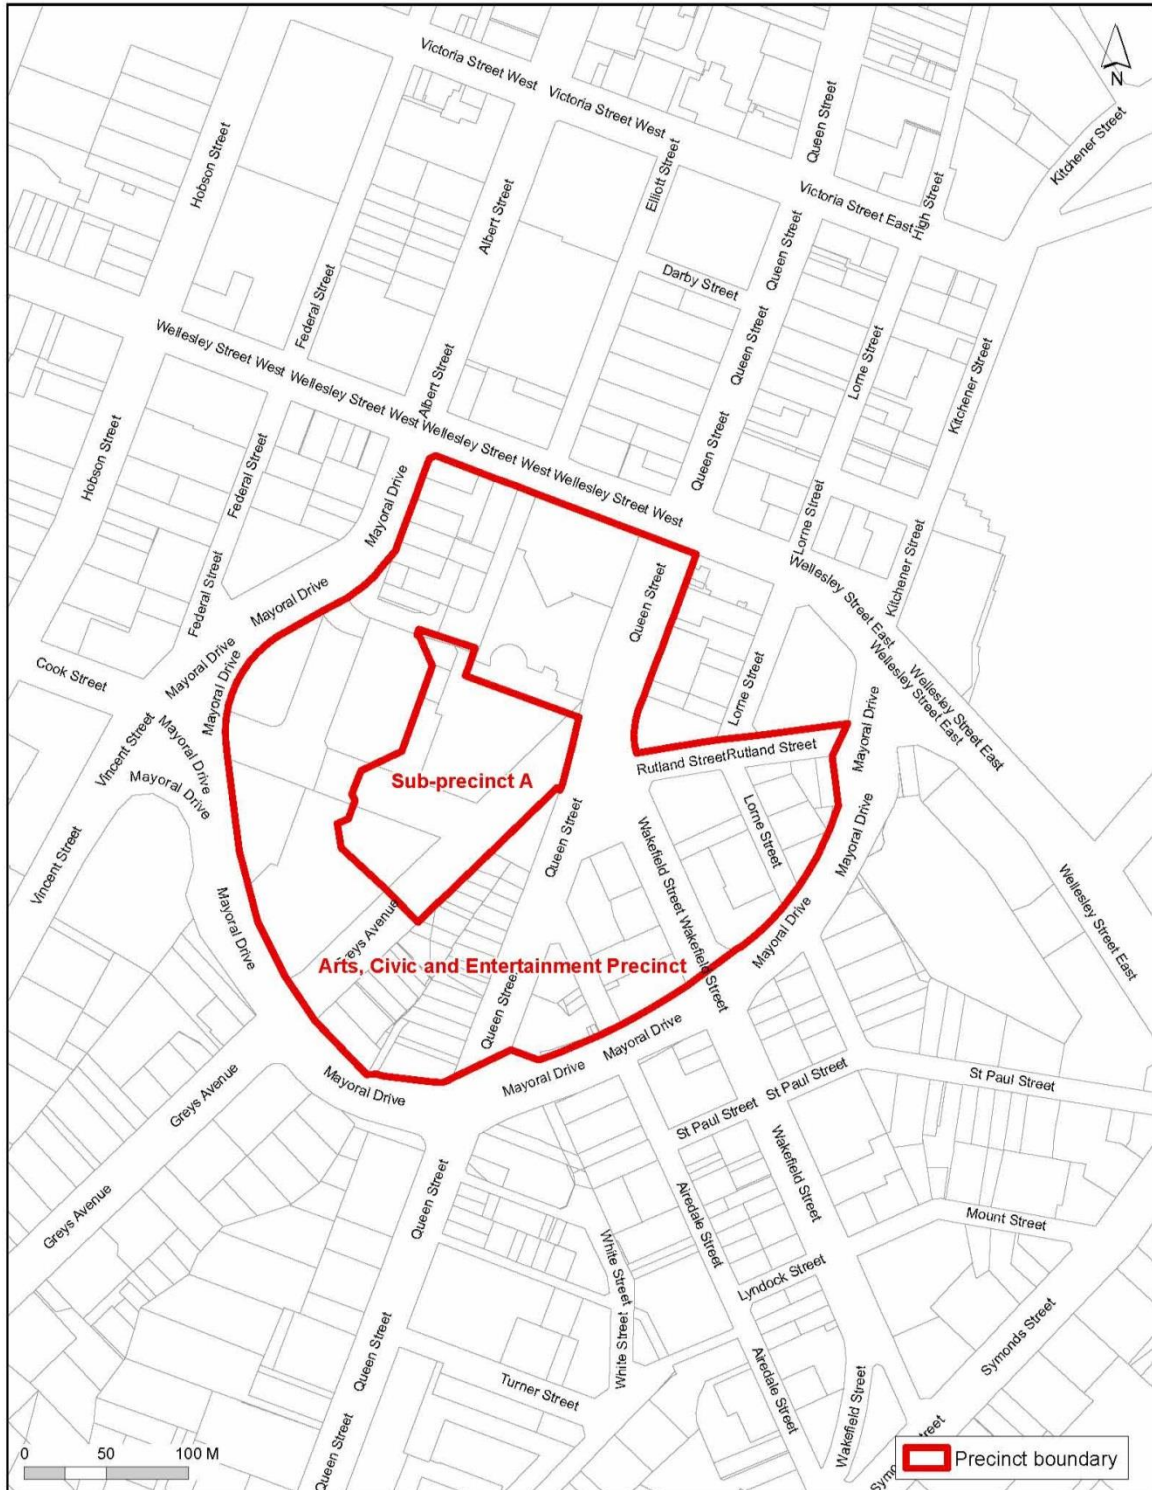 Victoria Street West
Victoria Street West
Queen Street
N
Kitchener Street
Hobson Street
Elliott Street
Albert Street
Victoria Street East
High Street
Queen Street
Federal Street
Darby Street
Queen Street
Lorne Street
Kitchener Street
Wellesley Street West
Wellesley Street West
Albert Street
Wellesley Street West
Wellesley Street West
Queen Street
Hobson Street
Federal Street
Mayoral Drive
Lorne Street
Wellesley Street East
Kitchener Street
Federal Street
Mayoral Drive
Queen Street
Wellesley Street East
Wellesley Street East
Cook Street
Mayoral Drive
Mayoral Drive
Lorne Street
Mayoral Drive
Vincent Street
Mayoral Drive
Mayoral Drive
Rutland Street
Rutland Street
Sub-precinct A
Vincent Street
Queen Street
Wakefield Street
Lorne Street
Mayoral Drive
Mayoral Drive
Greys Avenue
Wakefield Street
Mayoral Drive
Wellesley Street East
Arts, Civic and Entertainment Precinct
Queen Street
Mayoral Drive
Mayoral Drive
Mayoral Drive
Greys Avenue
St Paul Street
St Paul Street
St Paul Street
Wakefield Street
Queen Street
Airedale Street
Greys Avenue
Mount Street
White Street
Lyndock Street
White Street
Symonds Street
Queen Street
Turner Street
Airedale Street
Wakefield Street
Queen Street
Street
0 50 100 M
Precinct boundary